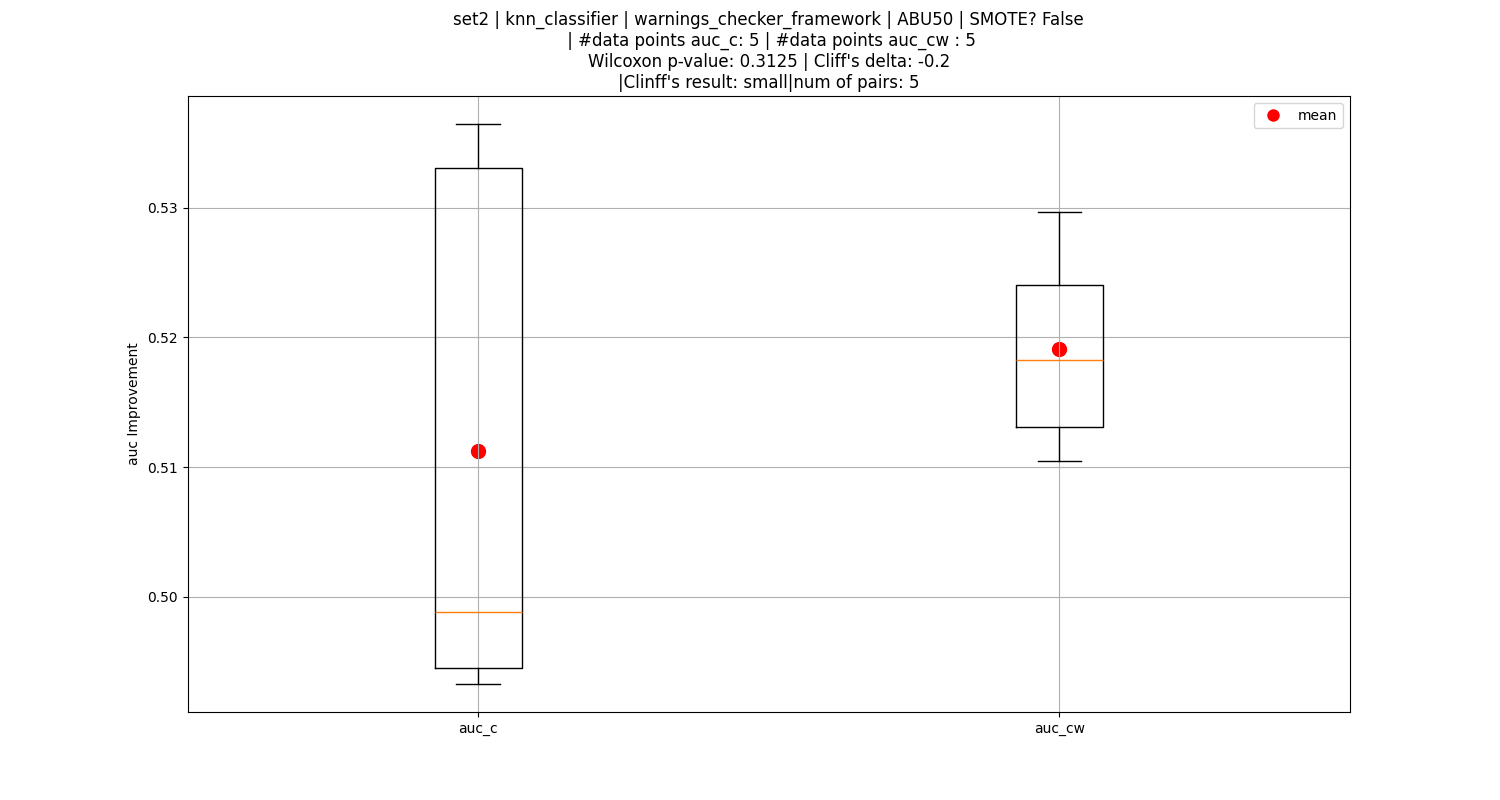 set2 | knn_classifier | warnings_checker_framework | ABU50 | SMOTE? False
| #data points auc_c: 5 | #data points auc_cw : 5
Wilcoxon p-value: 0.3125 | Cliff's delta: -0.2
|Clinff's result: small|num of pairs: 5
mean
0.53
0.52
0.51
0.50
auc Improvement
auc_c
auc_cw